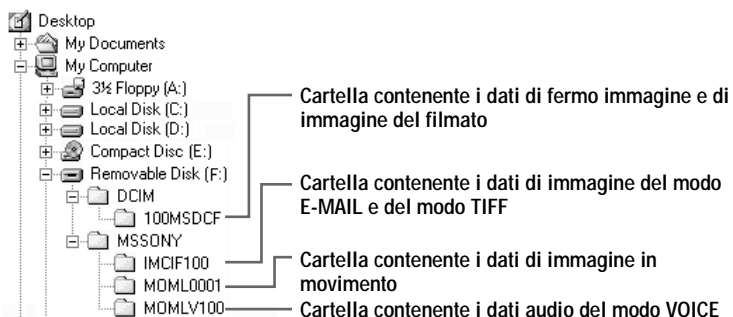 Desktop
My Documents
My Computer
3½ Floppy (A:)
Local Disk (C:)
Local Disk (D:)
Compact Disc (E:)
Removable Disk (F:)
DCIM
100MSDCF
MSSONY
IMCIF100
MOML0001
MOMLV100
Cartella contenente i dati di fermo immagine e di
immagine del filmato
Cartella contenente i dati di immagine del modo
E-MAIL e del modo TIFF
Cartella contenente i dati di immagine in
movimento
Cartella contenente i dati audio del modo VOICE